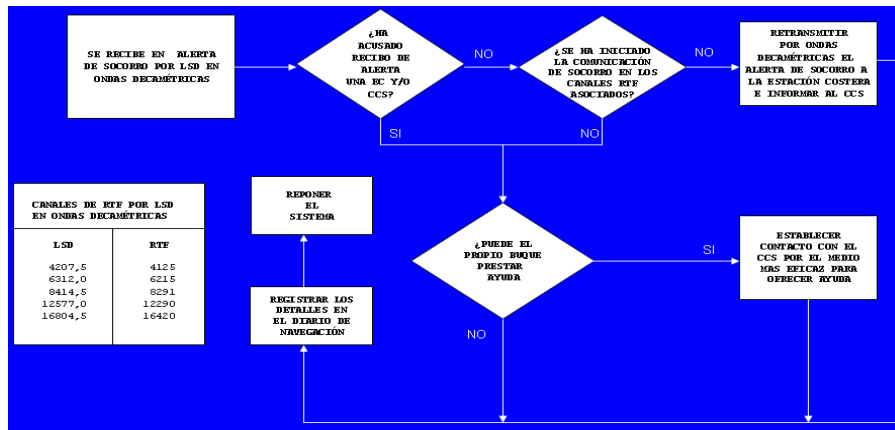 SE RECIBE EN ALERTA
DE SOCORRO POR LSD EN
ONDAS DECAMÉTRICAS
¿HA
ACUSADO
RECIBO DE
ALERTA
UNA EC Y/O
CCS?
NO
¿SE HA INICIADO
LA COMUNICACIÓN
DE SOCORRO EN LOS
CANALES RTF
ASOCIADOS?
NO
RETRANSMITIR
POR ONDAS
DECAMÉTRICAS EL
ALERTA DE SOCORRO A
LA ESTACIÓN COSTERA
E INFORMAR AL CCS
SI
NO
CANALES DE RTF POR LSD
EN ONDAS DECAMÉTRICAS
LSD RTF
4207,5 4125
6312,0 6215
8414,5 8291
12577,0 12290
16804,5 16420
REPONER
EL
SISTEMA
REGISTRAR LOS
DETALLES EN
EL DIARIO DE
NAVEGACIÓN
¿PUEDE EL
PROPIO BUQUE
PRESTAR
AYUDA
SI
NO
ESTABLECER
CONTACTO CON EL
CCS POR EL MEDIO
MAS EFICAZ PARA
OFRECER AYUDA